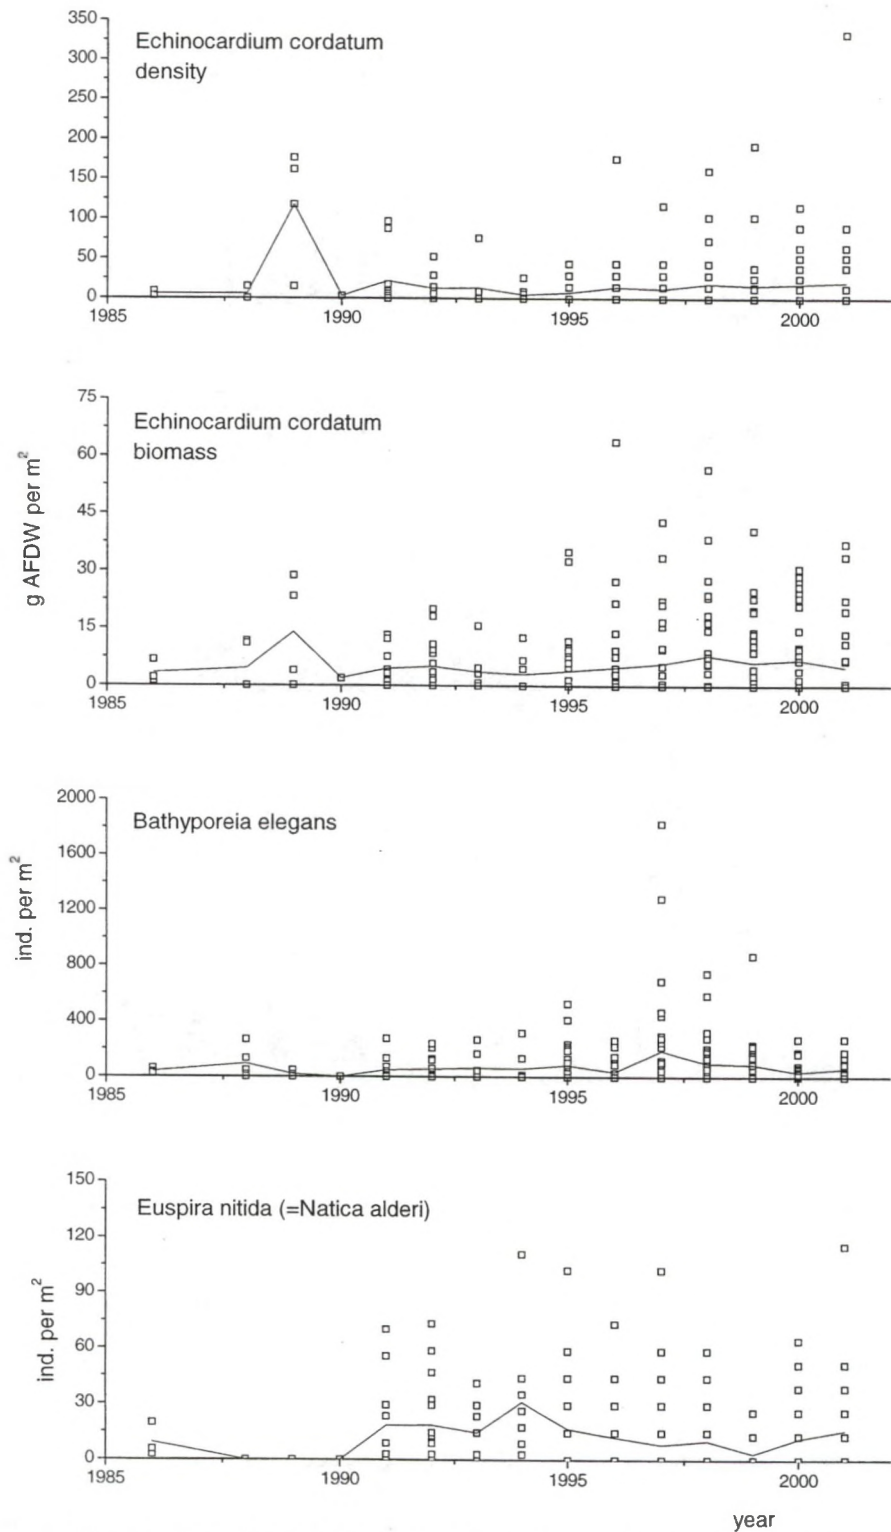 Echinocardium cordatum
density
350
300
250
200
150
100
50
0
1985 1990 1995 2000
Echinocardium cordatum
biomass
g AFDW per m²
75
60
45
30
15
0
1985 1990 1995 2000
Bathyporeia elegans
ind. per m²
2000
1600
1200
800
400
0
1985 1990 1995 2000
Euspira nitida (=Natica alderi)
ind. per m²
150
120
90
60
30
0
1985 1990 1995 2000
year